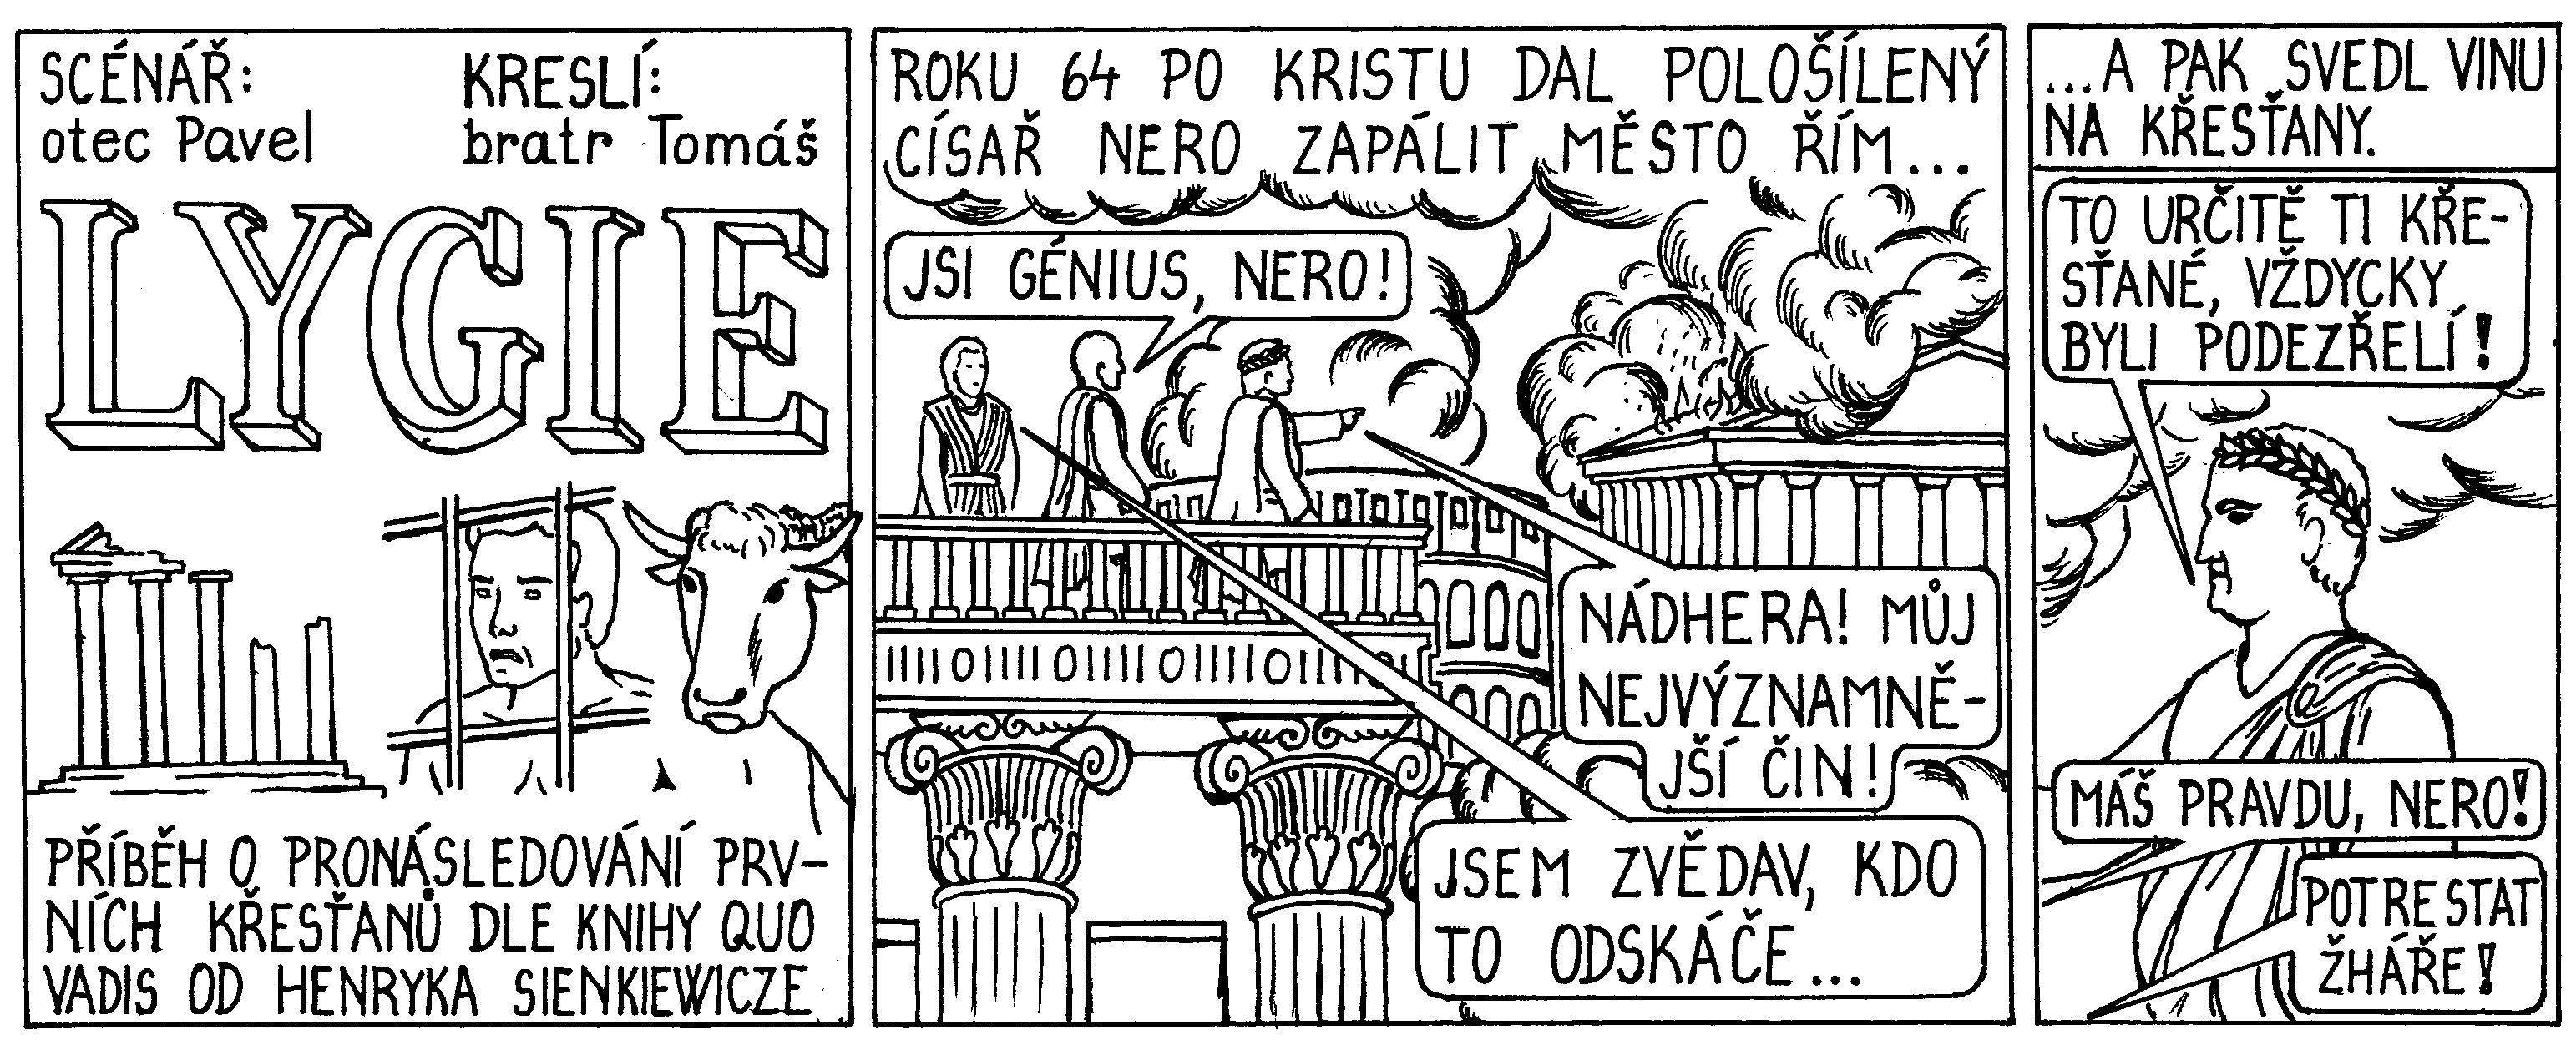 SCÉNÁŘ:
otec Pavel
KRESLÍ:
bratr Tomáš
LYGIE
PŘÍBĚH O PRONÁSLEDOVÁNÍ PRV-
NÍCH KŘESŤANŮ DLE KNIHY QUO
VADIS OD HENRYKA SIENKIEWICZE
ROKU 64 PO KRISTU DAL POLOŠÍLENÝ
CÍSAŘ NERO ZAPÁLIT MĚSTO ŘÍM...
JSI GÉNIUS, NERO!
NÁDHERA! MŮJ
NEJVÝZNAMNĚ-
JŠÍ ČIN!
JSEM ZVĚDAV, KDO
TO ODSKÁČE...
...A PAK SVEDL VINU
NA KŘESŤANY.
TO URČITĚ TI KŘE-
SŤANÉ, VŽDYCKY
BYLI PODEZŘELÍ!
MÁŠ PRAVDU, NERO!
POTRESTAT
ŽHÁŘE!